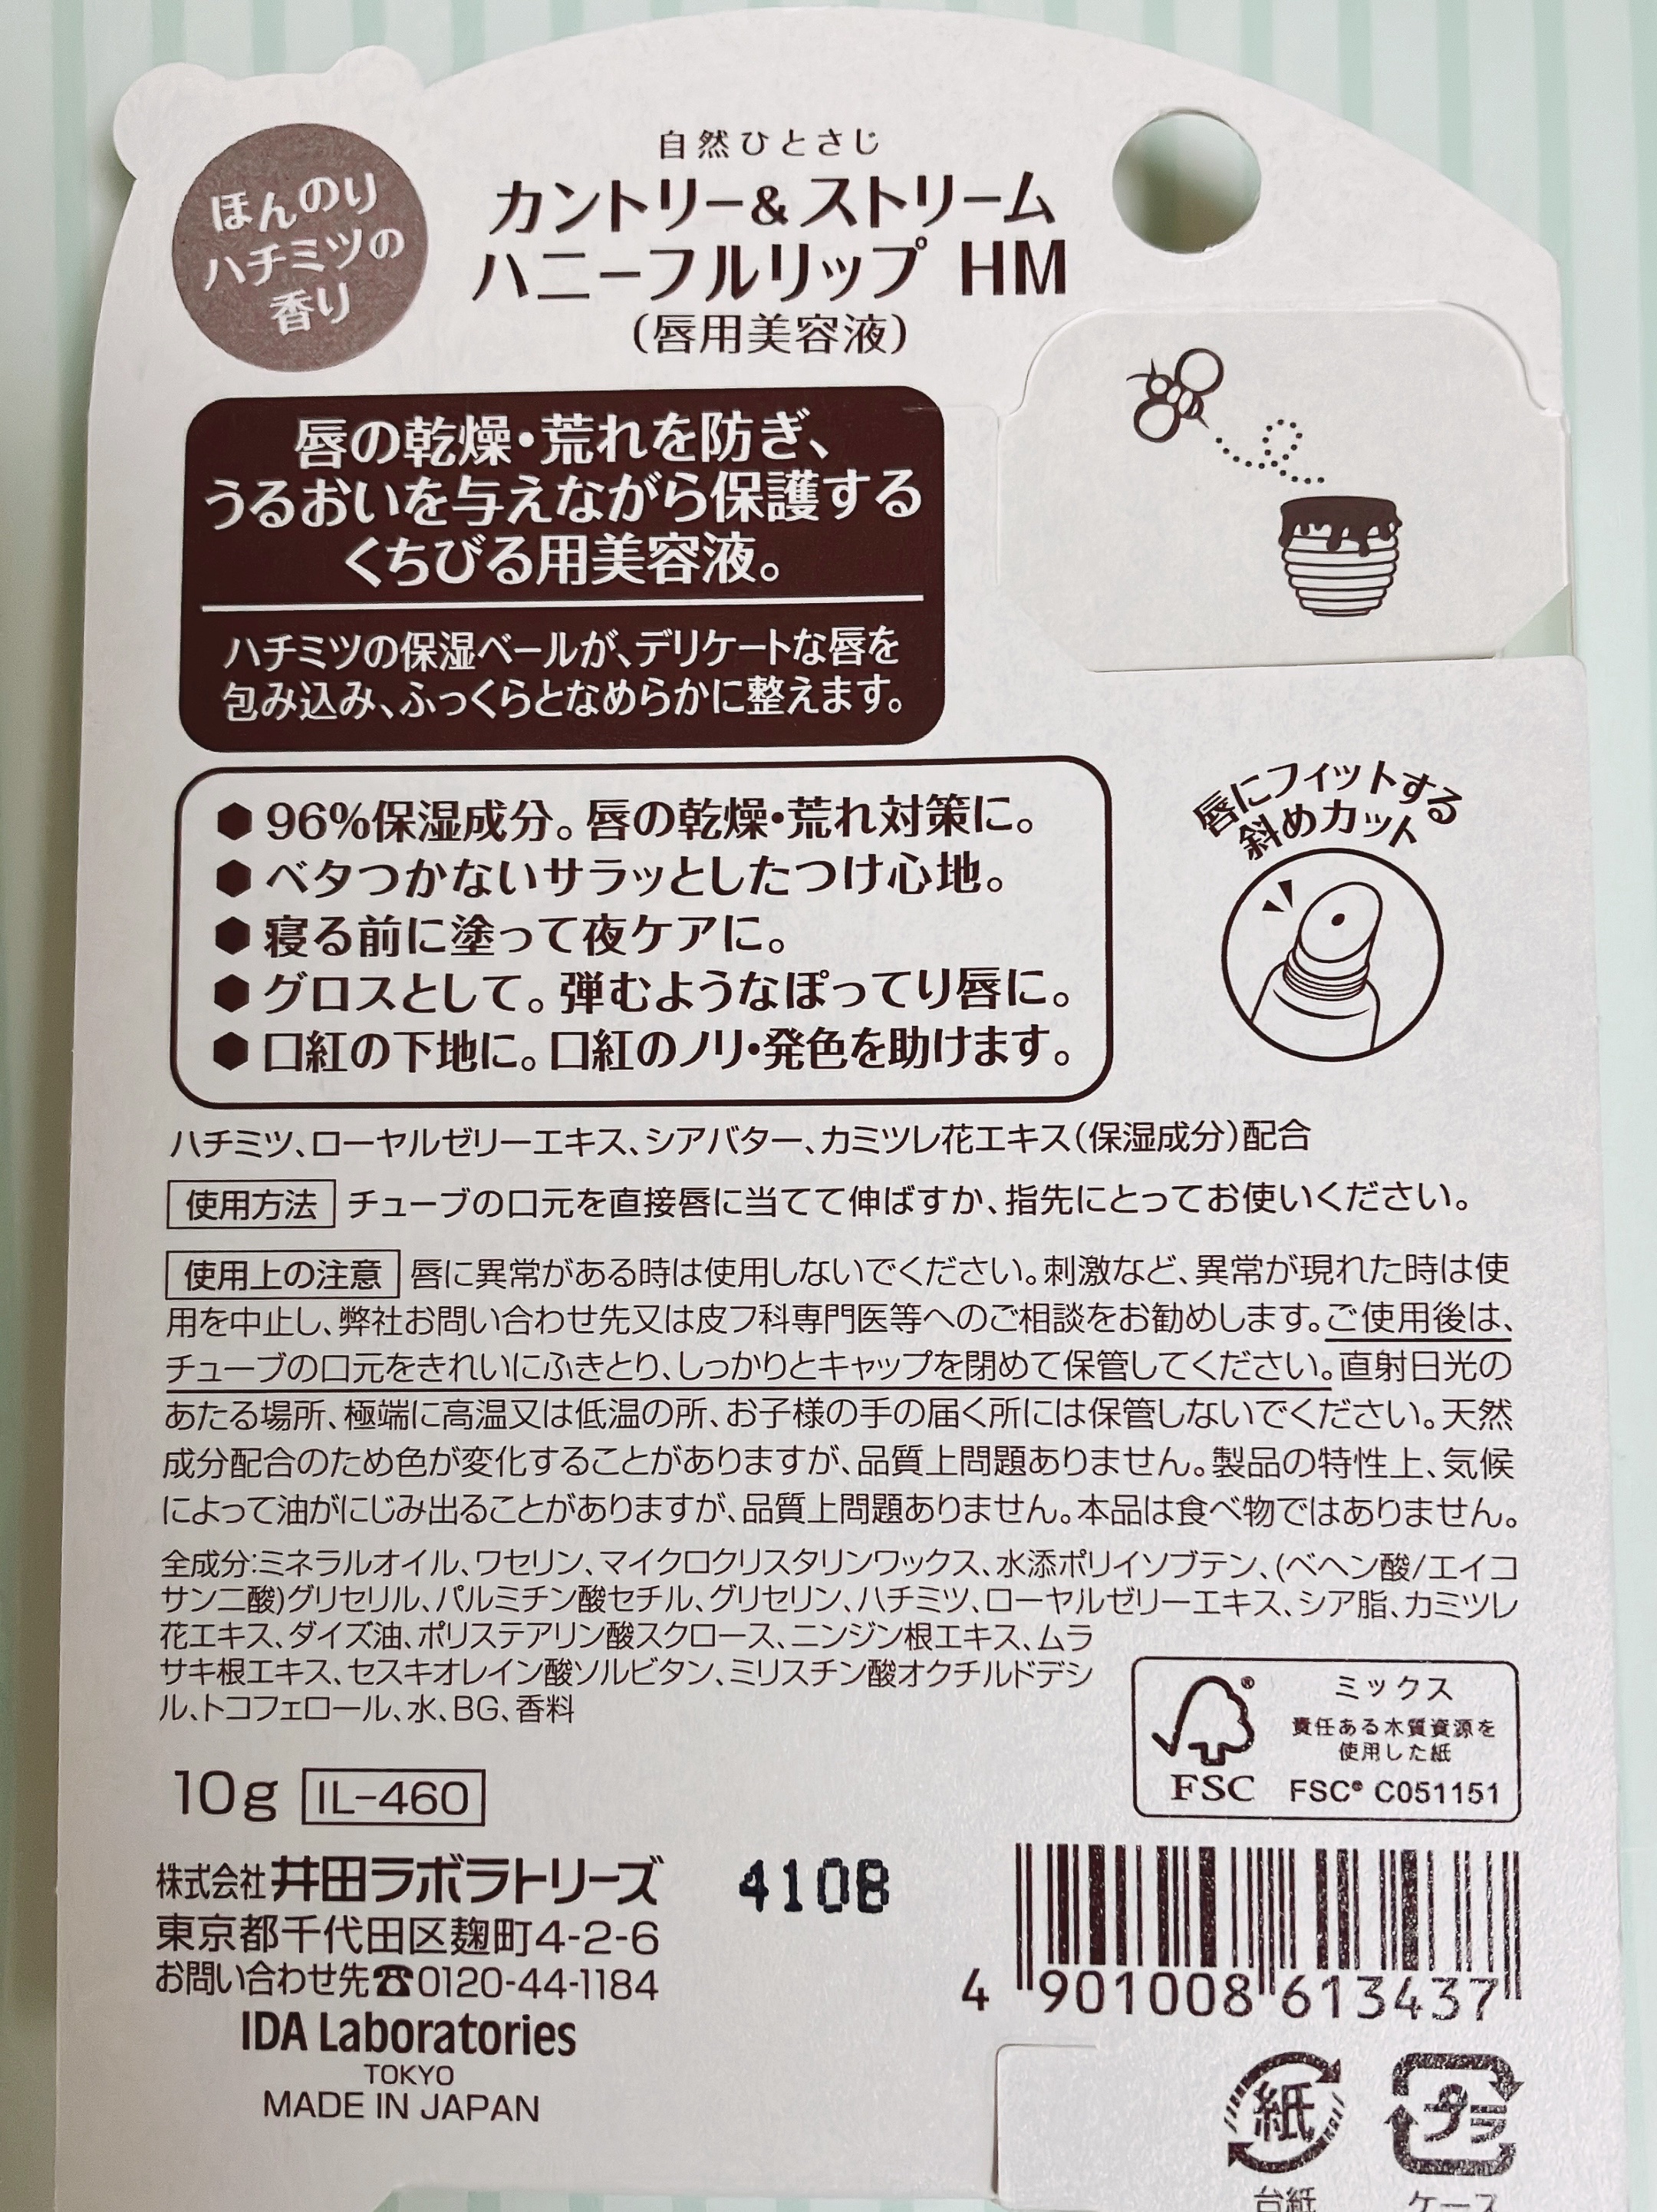 ほんのり
ハチミツの
香り
自然ひとさじ
カントリー&ストリーム
ハニーフルリップ HM
(唇用美容液)
唇の乾燥・荒れを防ぎ、
うるおいを与えながら保護する
くちびる用美容液。
ハチミツの保湿ベールが、デリケートな唇を
包み込み、ふっくらとなめらかに整えます。
●96%保湿成分。唇の乾燥・荒れ対策に。
●ベタつかないサラッとしたつけ心地。
●寝る前に塗って夜ケアに。
●グロスとして。弾むようなぽってり唇に。
●口紅の下地に。口紅のノリ・発色を助けます。
唇にフィットする
斜めカット
ハチミツ、ローヤルゼリーエキス、シアバター、カミツレ花エキス(保湿成分)配合
使用方法 チューブの口元を直接唇に当てて伸ばすか、指先にとってお使いください。
使用上の注意 唇に異常がある時は使用しないでください。刺激など、異常が現れた時は使
用を中止し、弊社お問い合わせ先又は皮フ科専門医等へのご相談をお勧めします。ご使用後は、
チューブの口元をきれいにふきとり、しっかりとキャップを閉めて保管してください。直射日光の
あたる場所、極端に高温又は低温の所、お子様の手の届く所には保管しないでください。天然
成分配合のため色が変化することがありますが、品質上問題ありません。製品の特性上、気候
によって油がにじみ出ることがありますが、品質上問題ありません。本品は食べ物ではありません。
全成分:ミネラルオイル、ワセリン、マイクロクリスタリンワックス、水添ポリイソブテン、(ベヘン酸/エイコ
サン二酸)グリセリル、パルミチン酸セチル、グリセリン、ハチミツ、ローヤルゼリーエキス、シア脂、カミツレ
花エキス、ダイズ油、ポリステアリン酸スクロース、ニンジン根エキス、ムラ
サキ根エキス、セスキオレイン酸ソルビタン、ミリスチン酸オクチルドデシ
ル、トコフェロール、水、BG、香料
ミックス
責任ある木質資源を
使用した紙
FSC® C051151
FSC
®
10g IL-460
株式会社 井田ラボラトリーズ
東京都千代田区麹町4-2-6
お問い合わせ先☎0120-44-1184
IDA Laboratories
TOKYO
MADE IN JAPAN
4108
4 901008 613437
紙
プラ
台紙
ケース